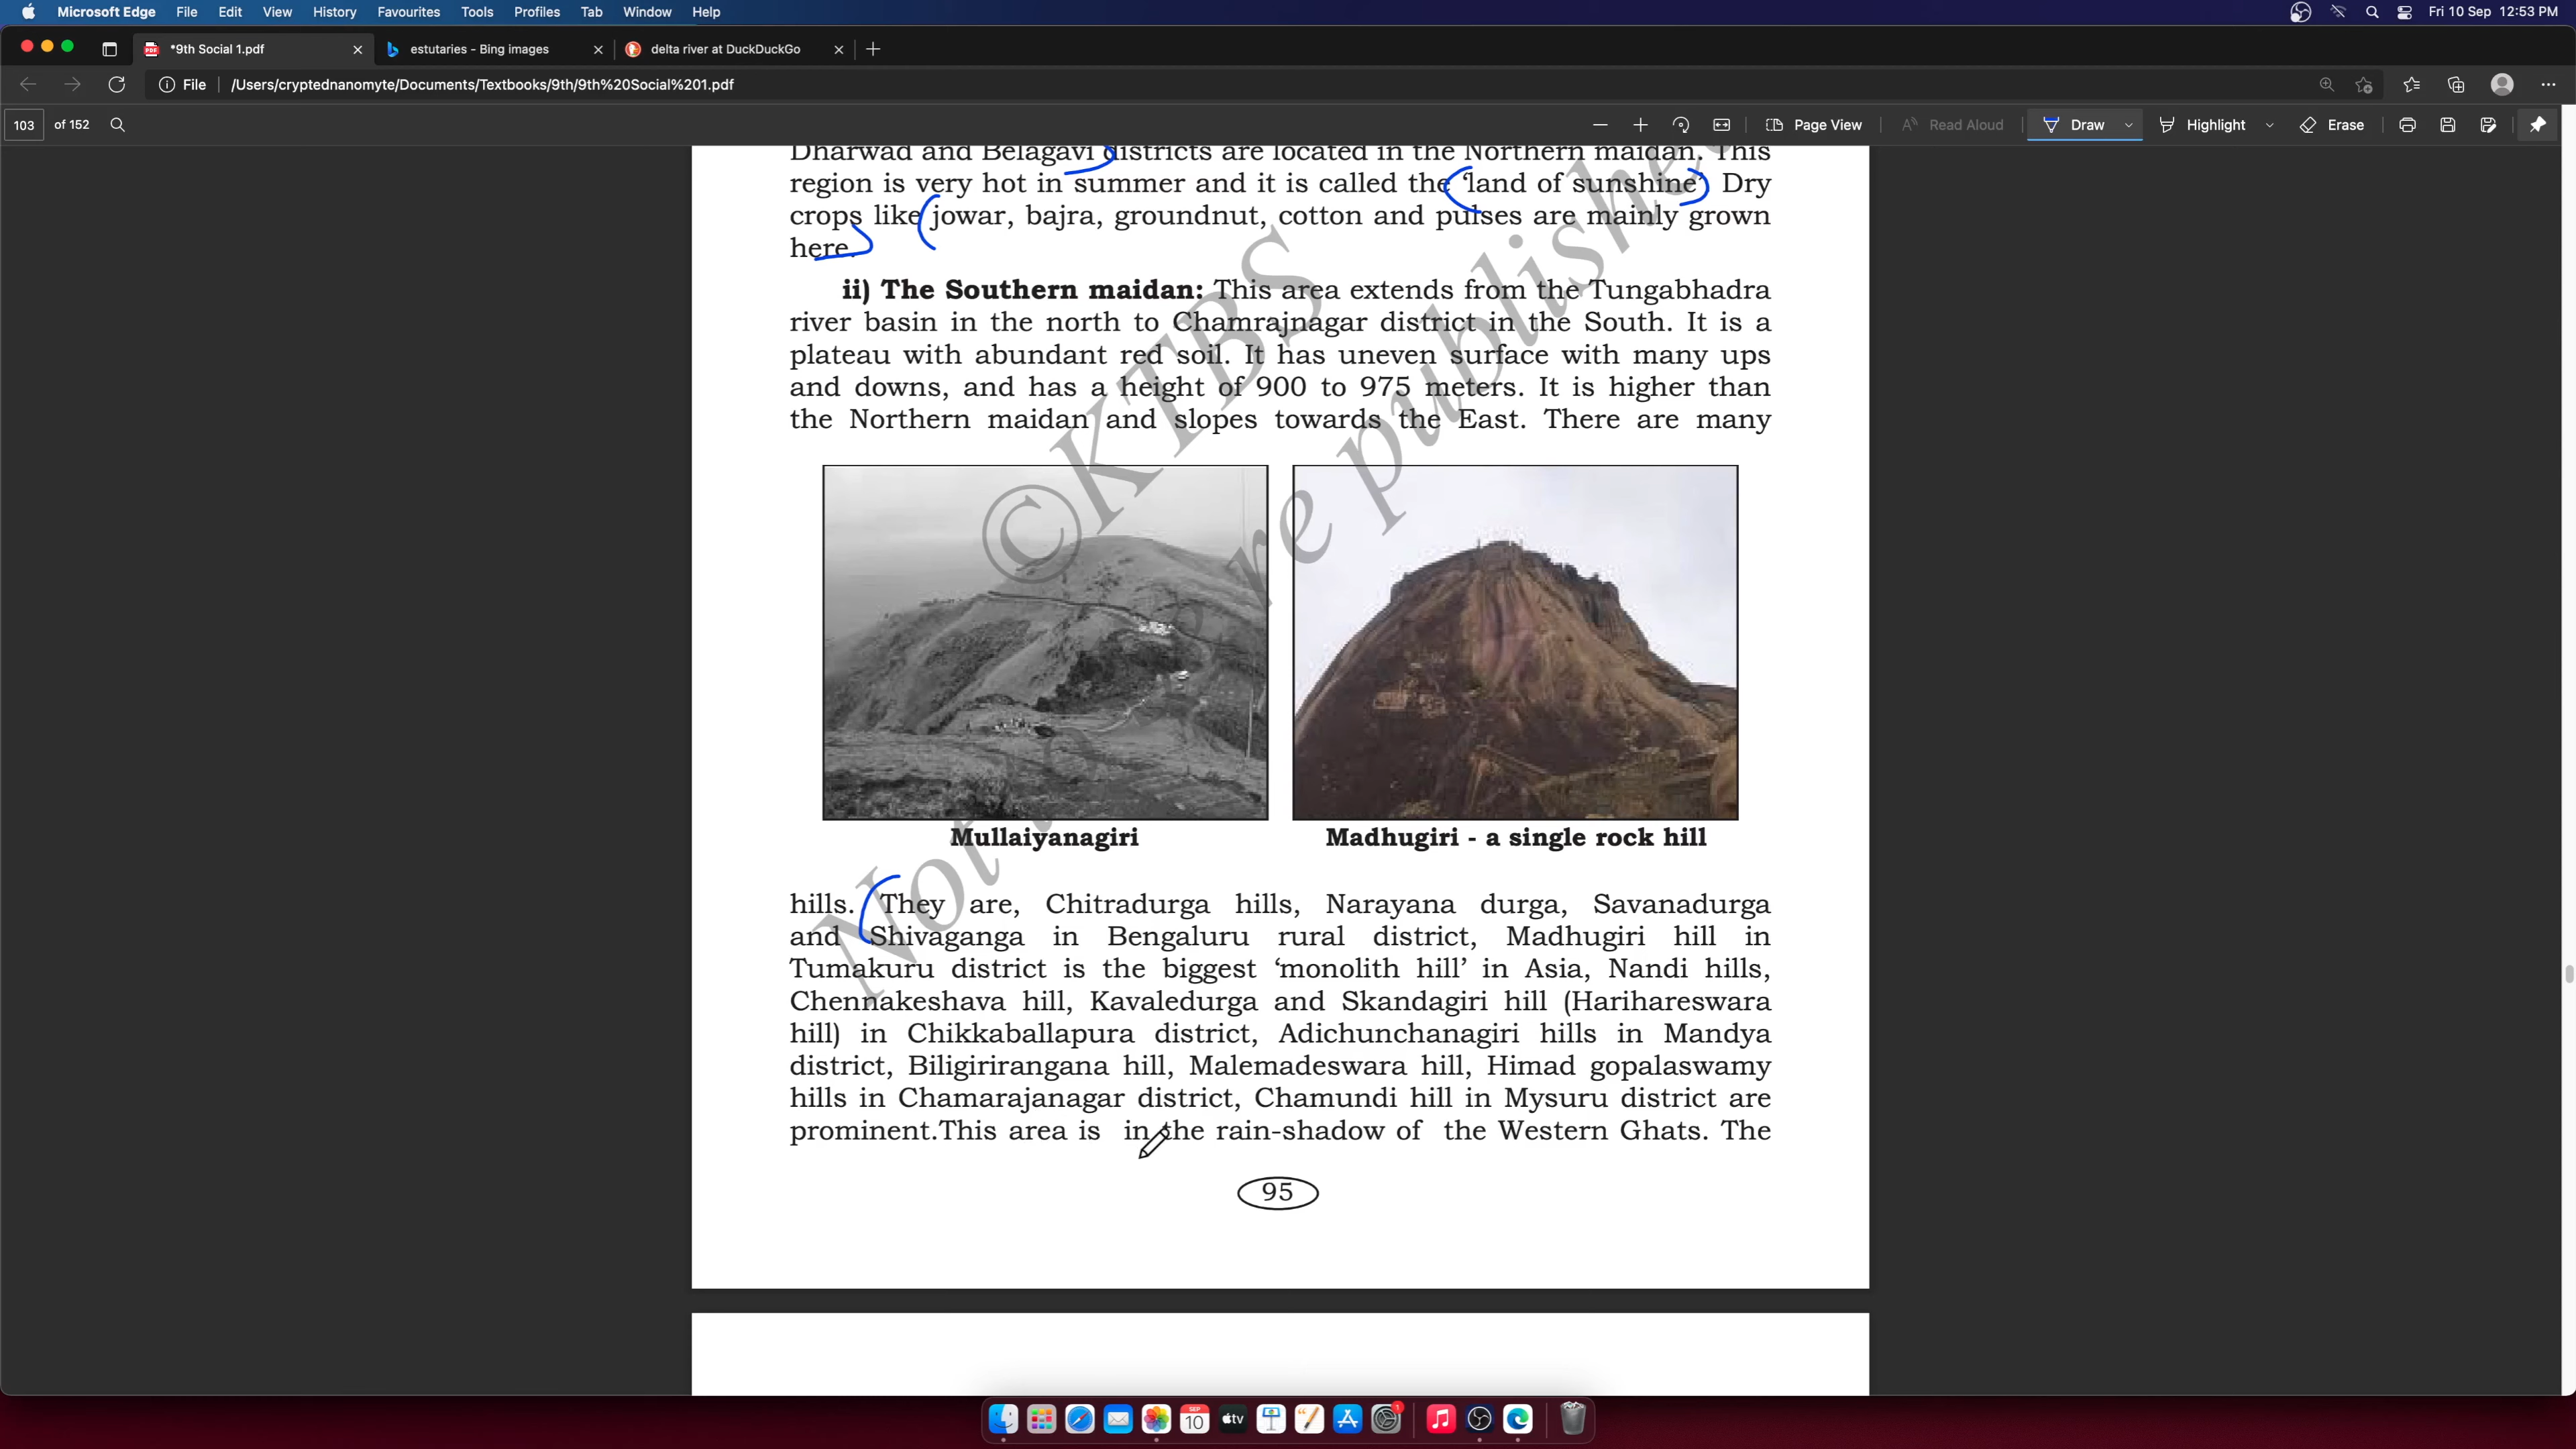 Microsoft Edge File Edit View History Favourites Tools Profiles Tab Window Help Fri 10 Sep 12:53 PM
*9th Social 1.pdf estutaries - Bing images delta river at DuckDuckGo
File /Users/cryptednanomyte/Documents/Textbooks/9th/9th%20Social%201.pdf
103 of 152 Page View Read Aloud Draw Highlight Erase
Dharwad and Belagavi districts are located in the Northern maidan. This
region is very hot in summer and it is called the ‘land of sunshine’ Dry
crops like jowar, bajra, groundnut, cotton and pulses are mainly grown
here.
ii) The Southern maidan: This area extends from the Tungabhadra
river basin in the north to Chamrajnagar district in the South. It is a
plateau with abundant red soil. It has uneven surface with many ups
and downs, and has a height of 900 to 975 meters. It is higher than
the Northern maidan and slopes towards the East. There are many
Mullaiyanagiri Madhugiri - a single rock hill
hills. They are, Chitradurga hills, Narayana durga, Savanadurga
and Shivaganga in Bengaluru rural district, Madhugiri hill in
Tumakuru district is the biggest ‘monolith hill’ in Asia, Nandi hills,
Chennakeshava hill, Kavaledurga and Skandagiri hill (Harihareswara
hill) in Chikkaballapura district, Adichunchanagiri hills in Mandya
district, Biligirirangana hill, Malemadeswara hill, Himad gopalaswamy
hills in Chamarajanagar district, Chamundi hill in Mysuru district are
prominent.This area is in the rain-shadow of the Western Ghats. The
95
©KTBS
Not
SEP
10
tv
1